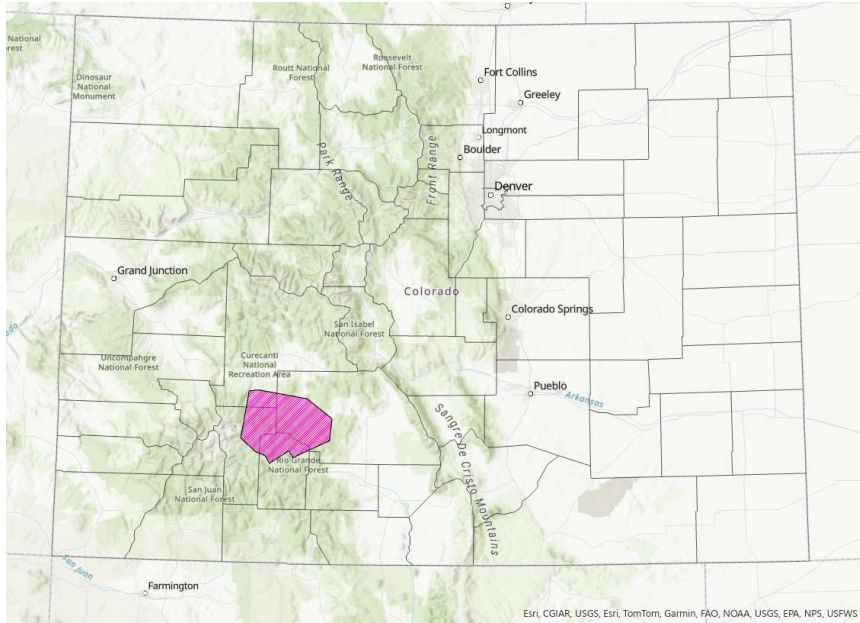 National
rest
Dinosaur
National
Monument
Routt National
Forest
Roosevelt
National Forest
Fort Collins
Greeley
Longmont
Boulder
Park Range
Front Range
Denver
Grand Junction
Colorado
Colorado Springs
San Isabel
National Forest
Uncompahgre
National Forest
Curecanti
National
Recreation Area
Pueblo
Arkansas
Sangre De Cristo Mountains
Rio Grande
National Forest
San Juan
National Forest
San Juan
Farmington
Esri, CGIAR, USGS, Esri, TomTom, Garmin, FAO, NOAA, USGS, EPA, NPS, USFWS